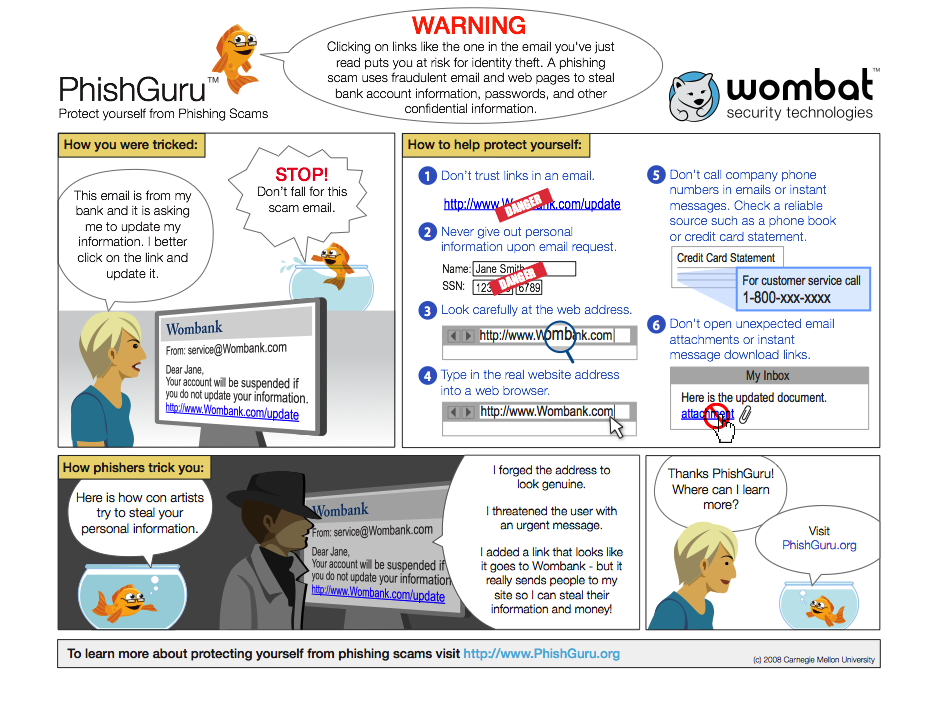 WARNING
Clicking on links like the one in the email you've just
read puts you at risk for identity theft. A phishing
scam uses fraudulent email and web pages to steal
bank account information, passwords, and other
confidential information.
PhishGuru™
Protect yourself from Phishing Scams
wombat™
security technologies
How you were tricked:
This email is from my
bank and it is asking
me to update my
information. I better
click on the link and
update it.
STOP!
Don't fall for this
scam email.
Wombank
From: service@Wombank.com
Dear Jane,
Your account will be suspended if
you do not update your information.
http://www.Wombank.com/update
How to help protect yourself:
1 Don't trust links in an email.
http://www.Wombank.com/update
DANGER
2 Never give out personal
information upon email request.
Name: Jane Smith
SSN: 123 6789
DANGER
3 Look carefully at the web address.
http://www.Wombank.com
4 Type in the real website address
into a web browser.
http://www.Wombank.com
5 Don't call company phone
numbers in emails or instant
messages. Check a reliable
source such as a phone book
or credit card statement.
Credit Card Statement
For customer service call
1-800-xxx-xxxx
6 Don't open unexpected email
attachments or instant
message download links.
My Inbox
Here is the updated document.
attachment
How phishers trick you:
Here is how con artists
try to steal your
personal information.
Wombank
From: service@Wombank.com
Dear Jane,
Your account will be suspended if
you do not update your information
http://www.Wombank.com/update
I forged the address to
look genuine.
I threatened the user with
an urgent message.
I added a link that looks like
it goes to Wombank - but it
really sends people to my
site so I can steal their
information and money!
Thanks PhishGuru!
Where can I learn
more?
Visit
PhishGuru.org
To learn more about protecting yourself from phishing scams visit http://www.PhishGuru.org
(c) 2008 Carnegie Mellon University